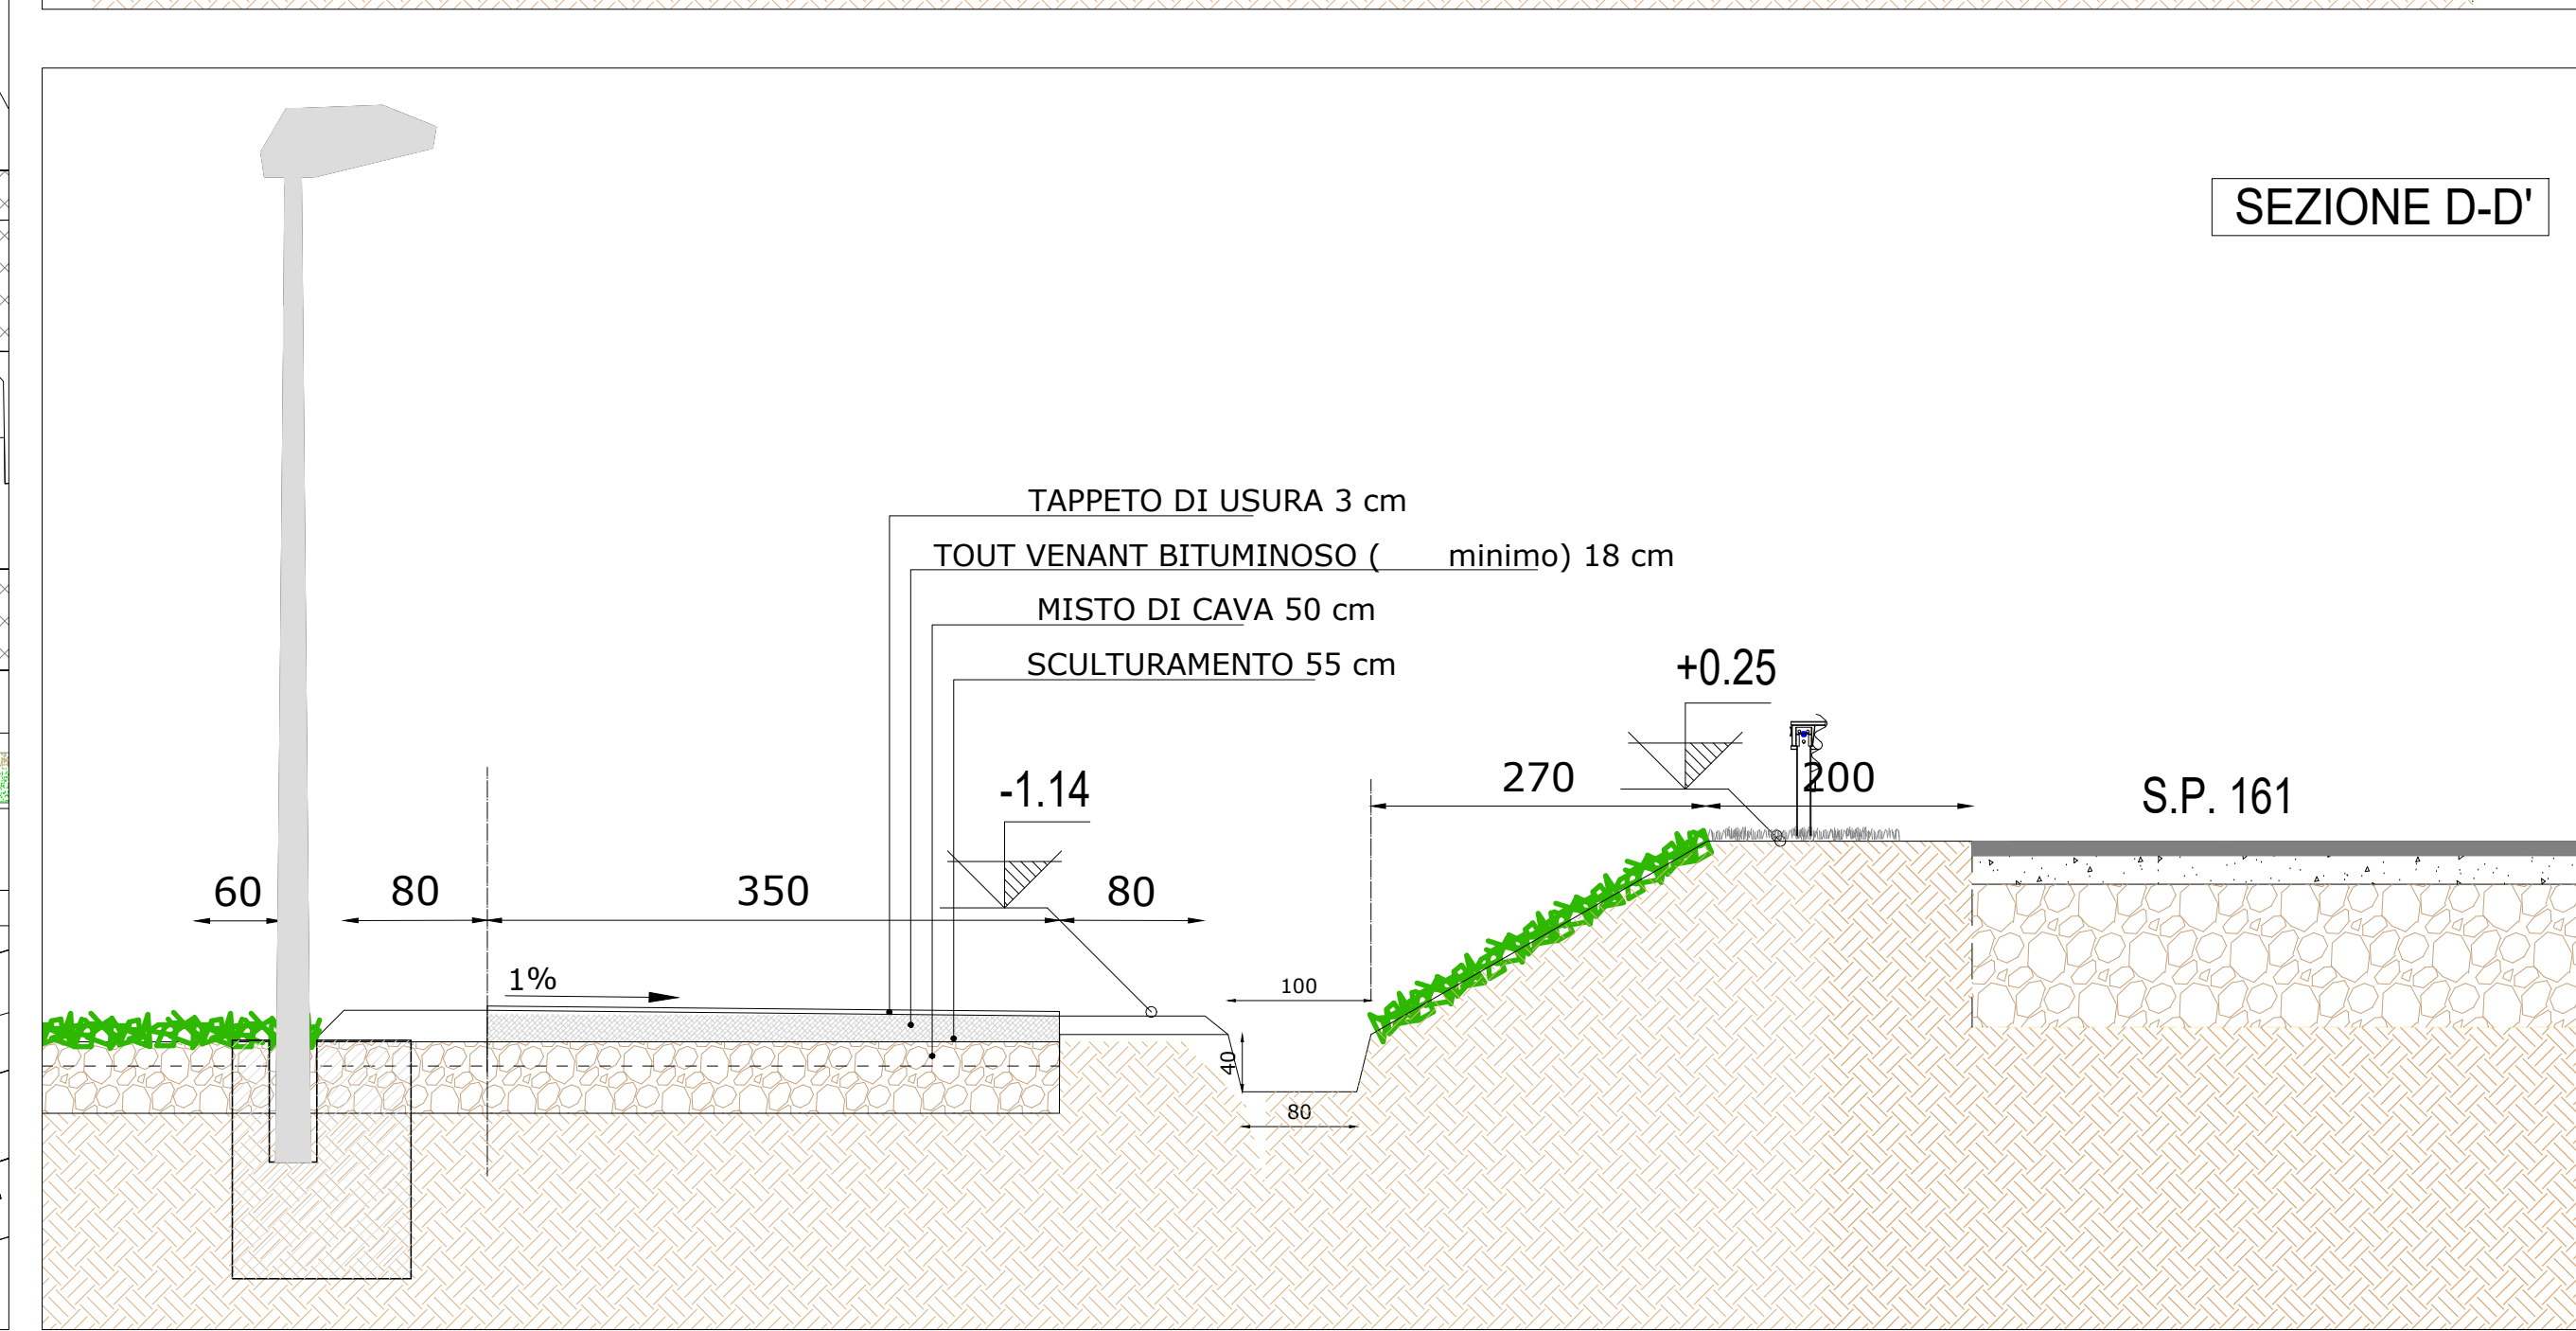 SEZIONE D-D'
TAPPETO DI USURA 3 cm
TOUT VENANT BITUMINOSO ( minimo) 18 cm
MISTO DI CAVA 50 cm
SCULTURAMENTO 55 cm
+0.25
-1.14
270
200
S.P. 161
60
80
350
80
1%
100
40
80